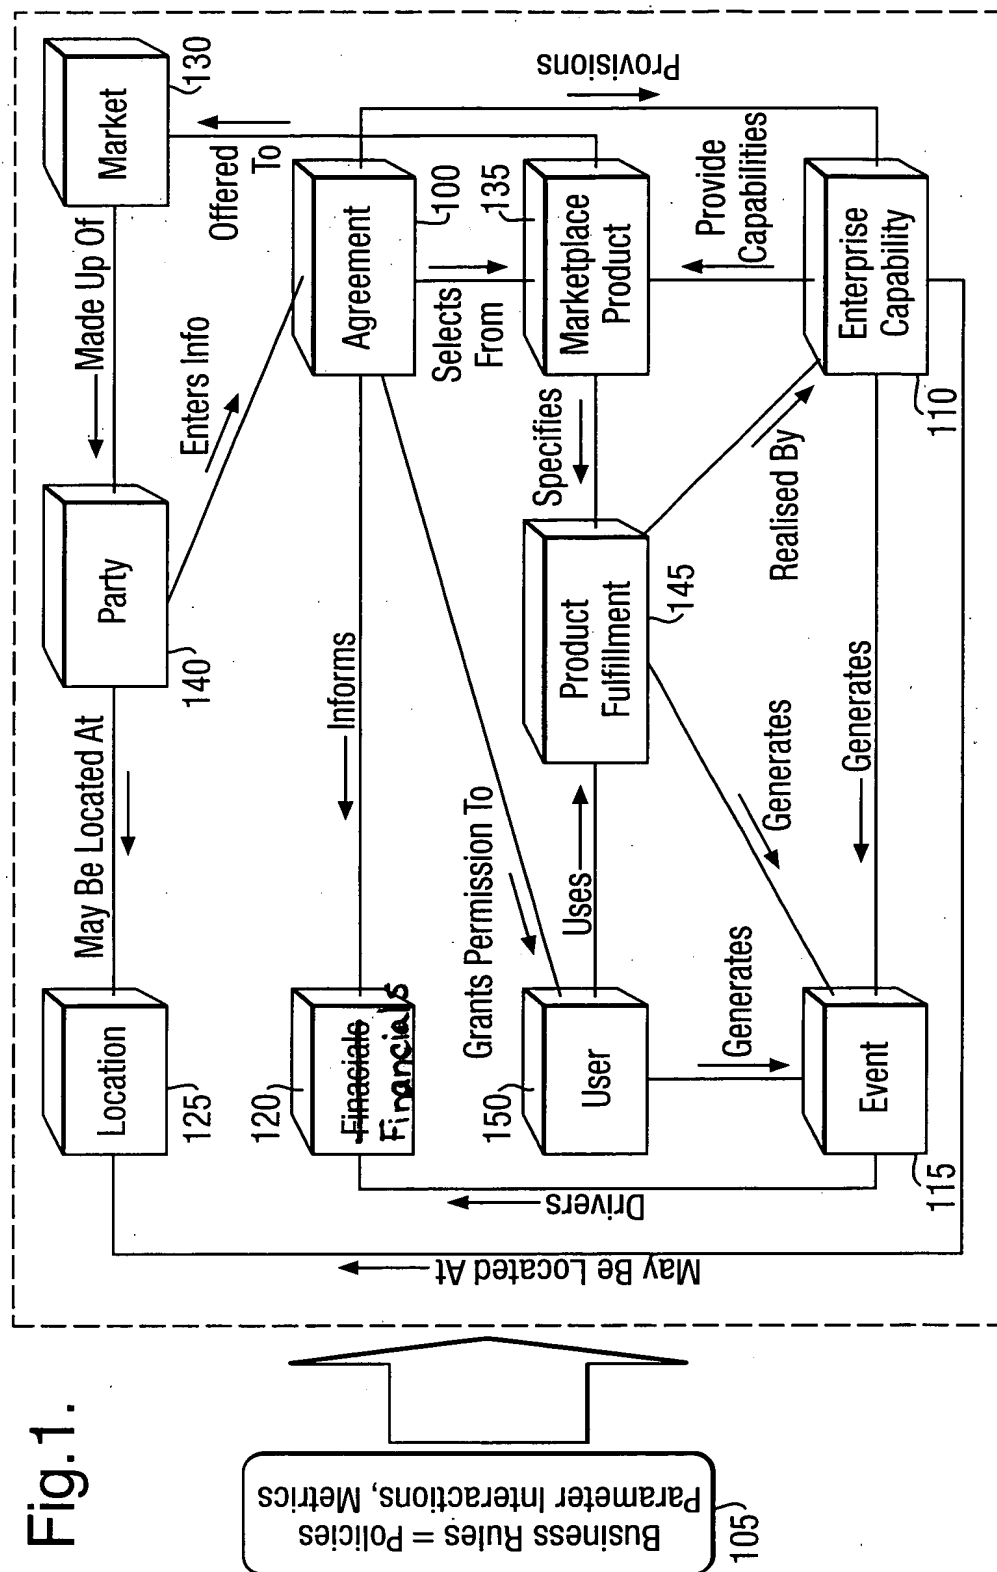 Fig.1.
Business Rules = Policies
Parameter Interactions, Metrics
105
Location
125
May Be Located At
Party
140
Made Up Of
Market
130
Enters Info
Offered
To
Finacials
Financials
120
Informs
Agreement
100
Provisions
Grants Permission To
Selects
From
User
150
Uses
Product
Fulfillment
145
Specifies
Marketplace
Product
135
Generates
Generates
Realised By
Provide
Capabilities
Event
115
Generates
Enterprise
Capability
110
Drivers
May Be Located At